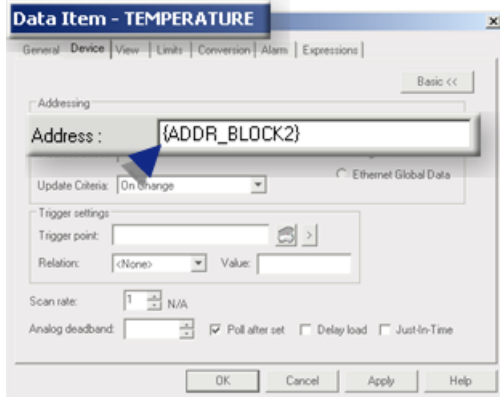 Data Item - TEMPERATURE
General Device View Limits Conversion Alarm Expressions
Basic <<
Addressing
Address : {ADDR_BLOCK2}
Ethernet Global Data
Update Criteria: On Change
Trigger settings
Trigger point: >
Relation: <None> Value:
Scan rate: 1 N/A
Analog deadband: Poll after set Delay load Just-In-Time
OK Cancel Apply Help